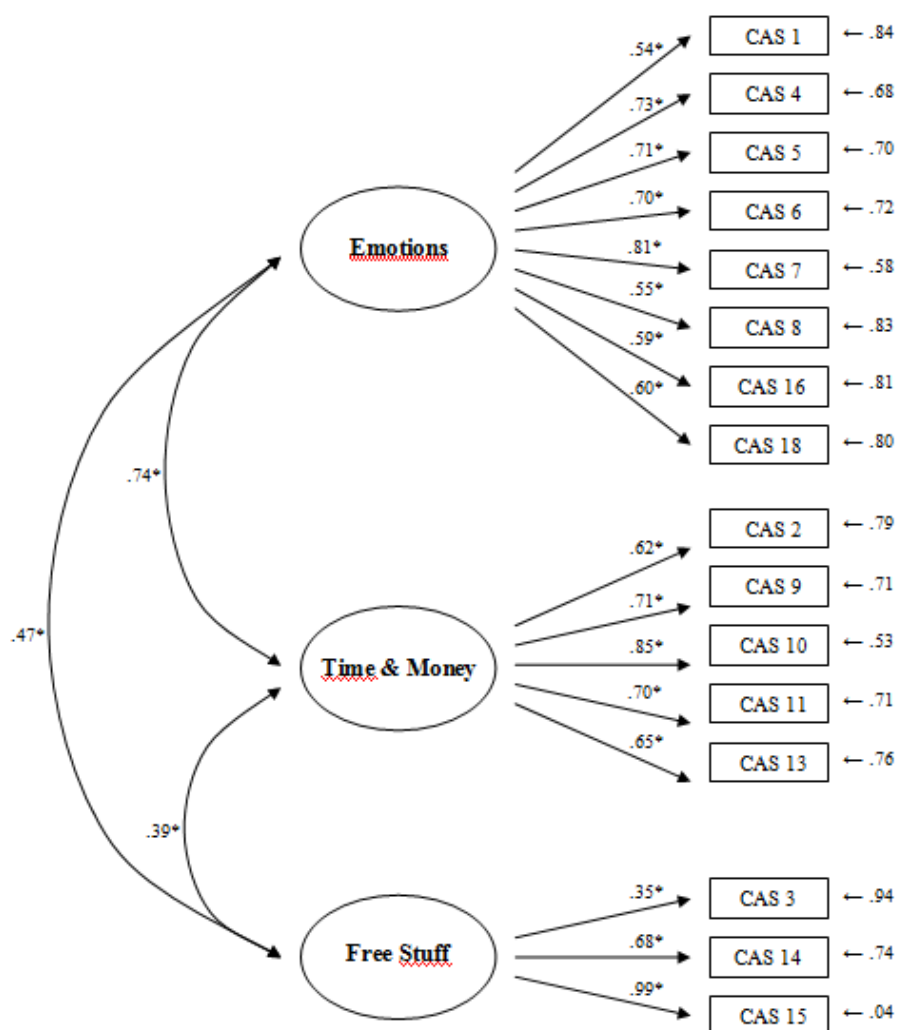 CAS 1 ← .84
.54*
CAS 4 ← .68
.73*
CAS 5 ← .70
.71*
CAS 6 ← .72
.70*
Emotions
.81*
CAS 7 ← .58
.55*
CAS 8 ← .83
.59*
CAS 16 ← .81
.60*
CAS 18 ← .80
.74*
CAS 2 ← .79
.62*
CAS 9 ← .71
.71*
.47*
CAS 10 ← .53
.85*
Time & Money
.70*
CAS 11 ← .71
.65*
CAS 13 ← .76
.39*
CAS 3 ← .94
.35*
.68*
Free Stuff
CAS 14 ← .74
.99*
CAS 15 ← .04